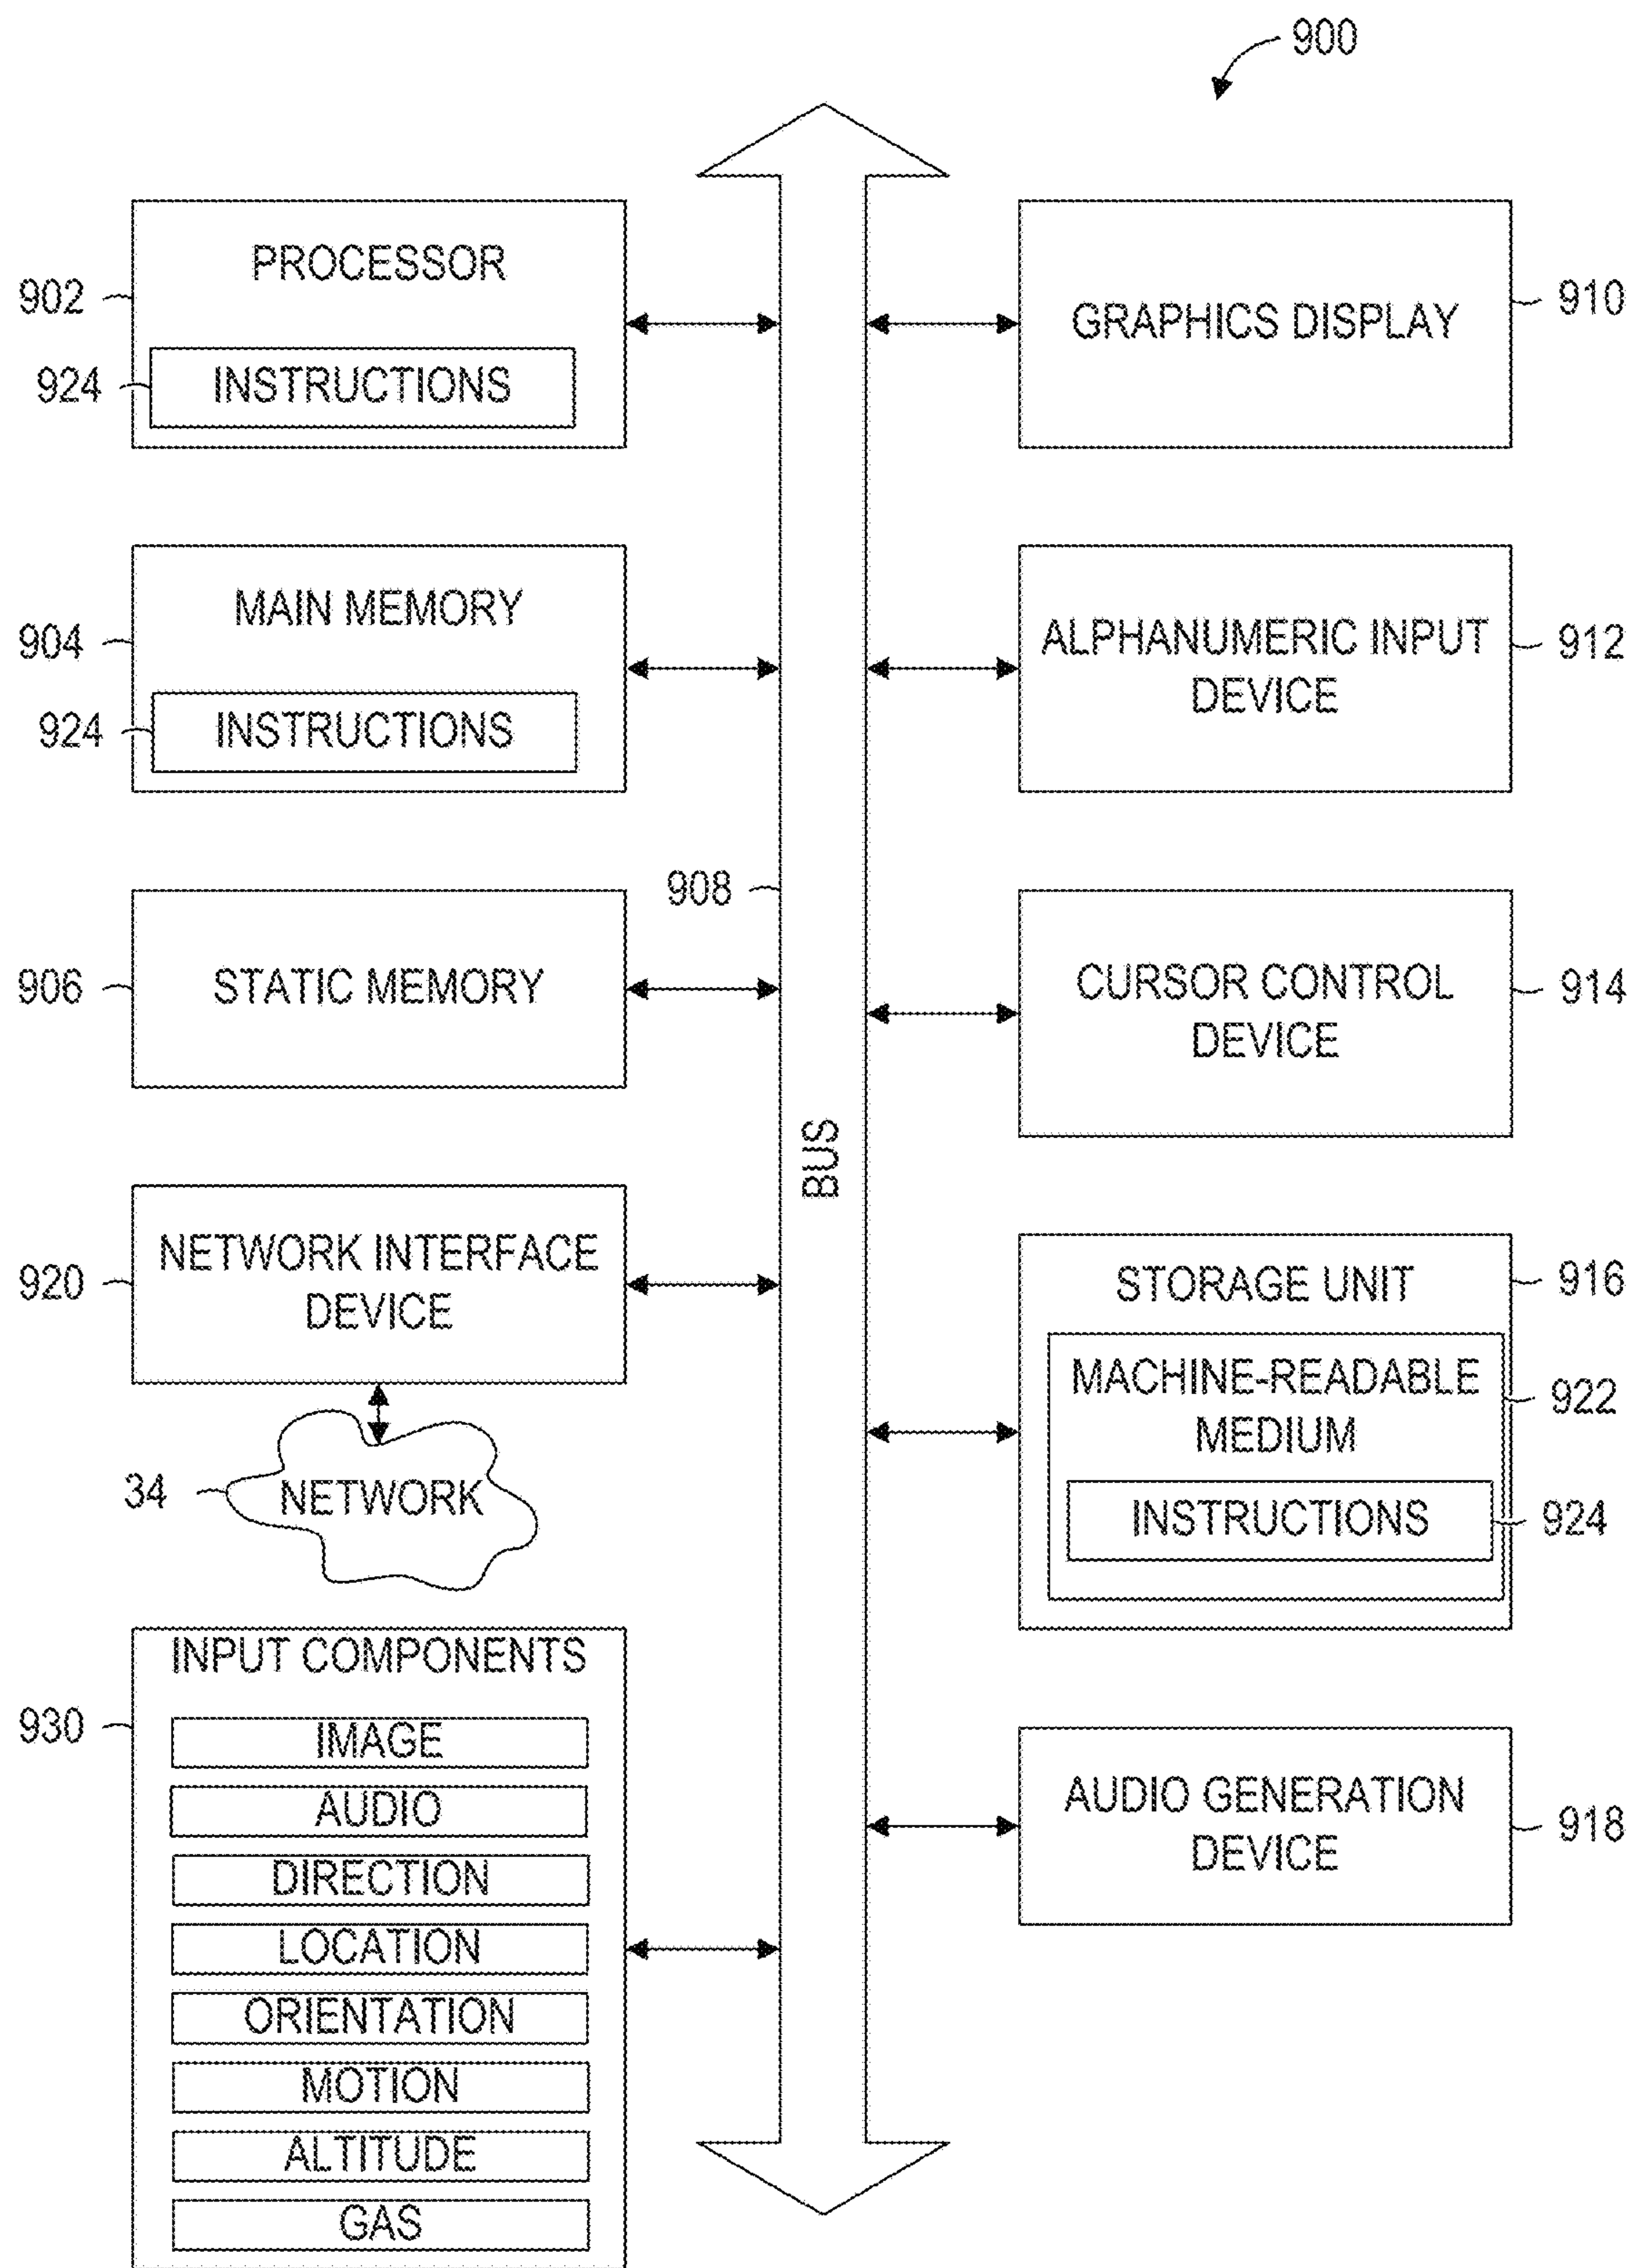 900
PROCESSOR
902
924
INSTRUCTIONS
MAIN MEMORY
904
924
INSTRUCTIONS
908
906
STATIC MEMORY
920
NETWORK INTERFACE
DEVICE
34
NETWORK
INPUT COMPONENTS
930
IMAGE
AUDIO
DIRECTION
LOCATION
ORIENTATION
MOTION
ALTITUDE
GAS
BUS
GRAPHICS DISPLAY
910
ALPHANUMERIC INPUT
DEVICE
912
CURSOR CONTROL
DEVICE
914
STORAGE UNIT
916
MACHINE-READABLE
MEDIUM
922
INSTRUCTIONS
924
AUDIO GENERATION
DEVICE
918